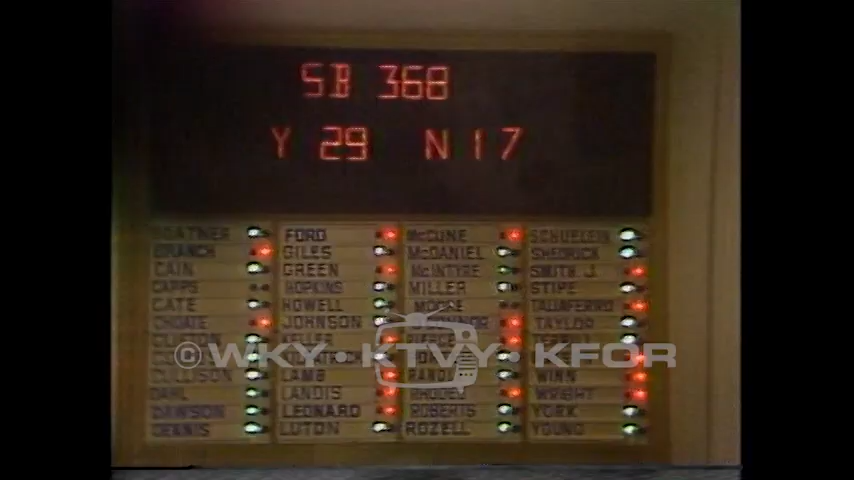 SB 368
Y 29 N 17
BOATNER
BRANCH
CAIN
CAPPS
CATE
CHOATE
CULLISON
DAHL
DAWSON
DENNIS
FORD
GILES
GREEN
HOPKINS
HOWELL
JOHNSON
LAMB
LANDIS
LEONARD
LUTON
McCUNE
McDANIEL
McINTYRE
MILLER
MOORE
RHODES
ROBERTS
ROZELL
SCHUELEIN
SHEDRICK
SMITH J.
STIPE
TALIAFERRO
TAYLOR
WINN
WRIGHT
YORK
YOUNG
©WKY • KTVY • KFOR